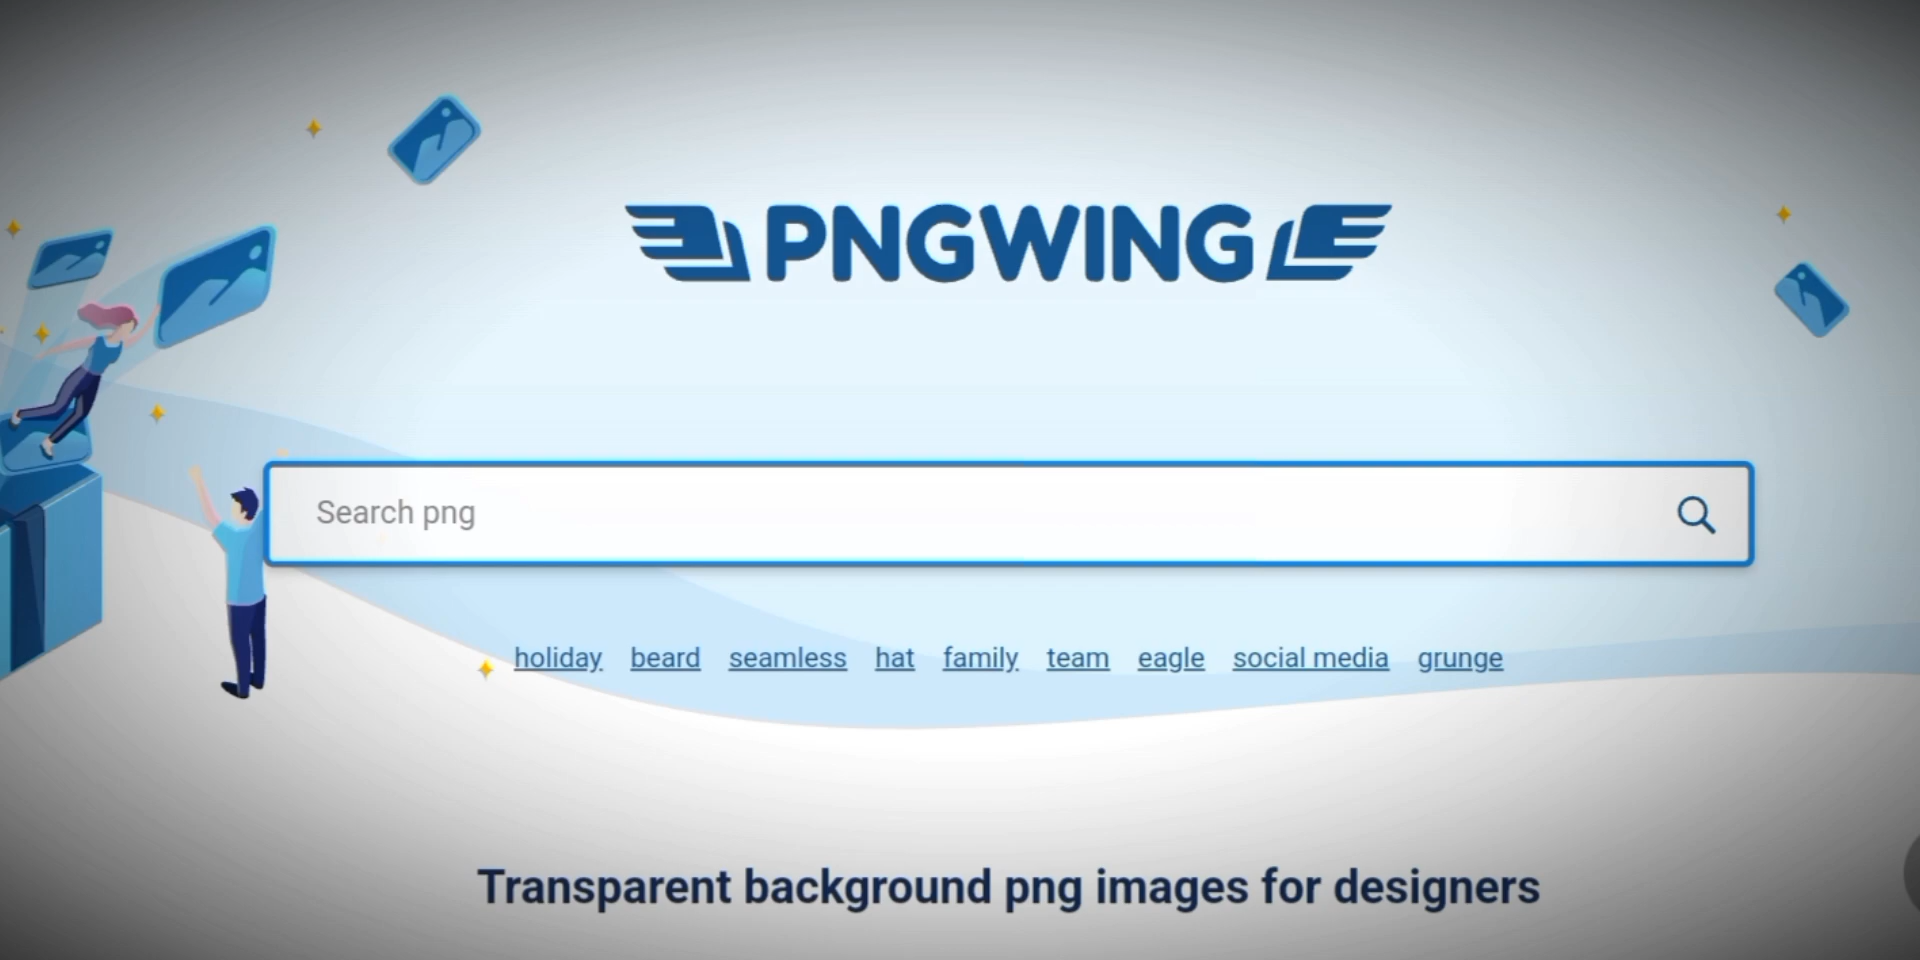 PNGWING
Search png
holiday beard seamless hat family team eagle social media grunge
Transparent background png images for designers